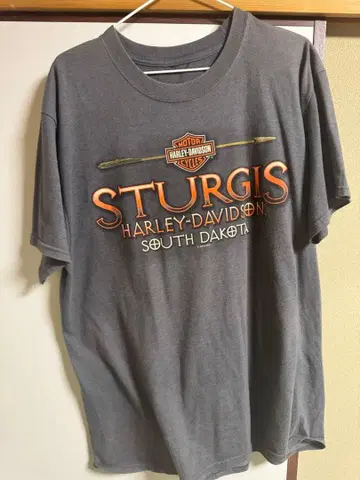 MOTOR
HARLEY-DAVIDSON
CYCLES
STURGIS
HARLEY-DAVIDSON
SOUTH DAKOTA